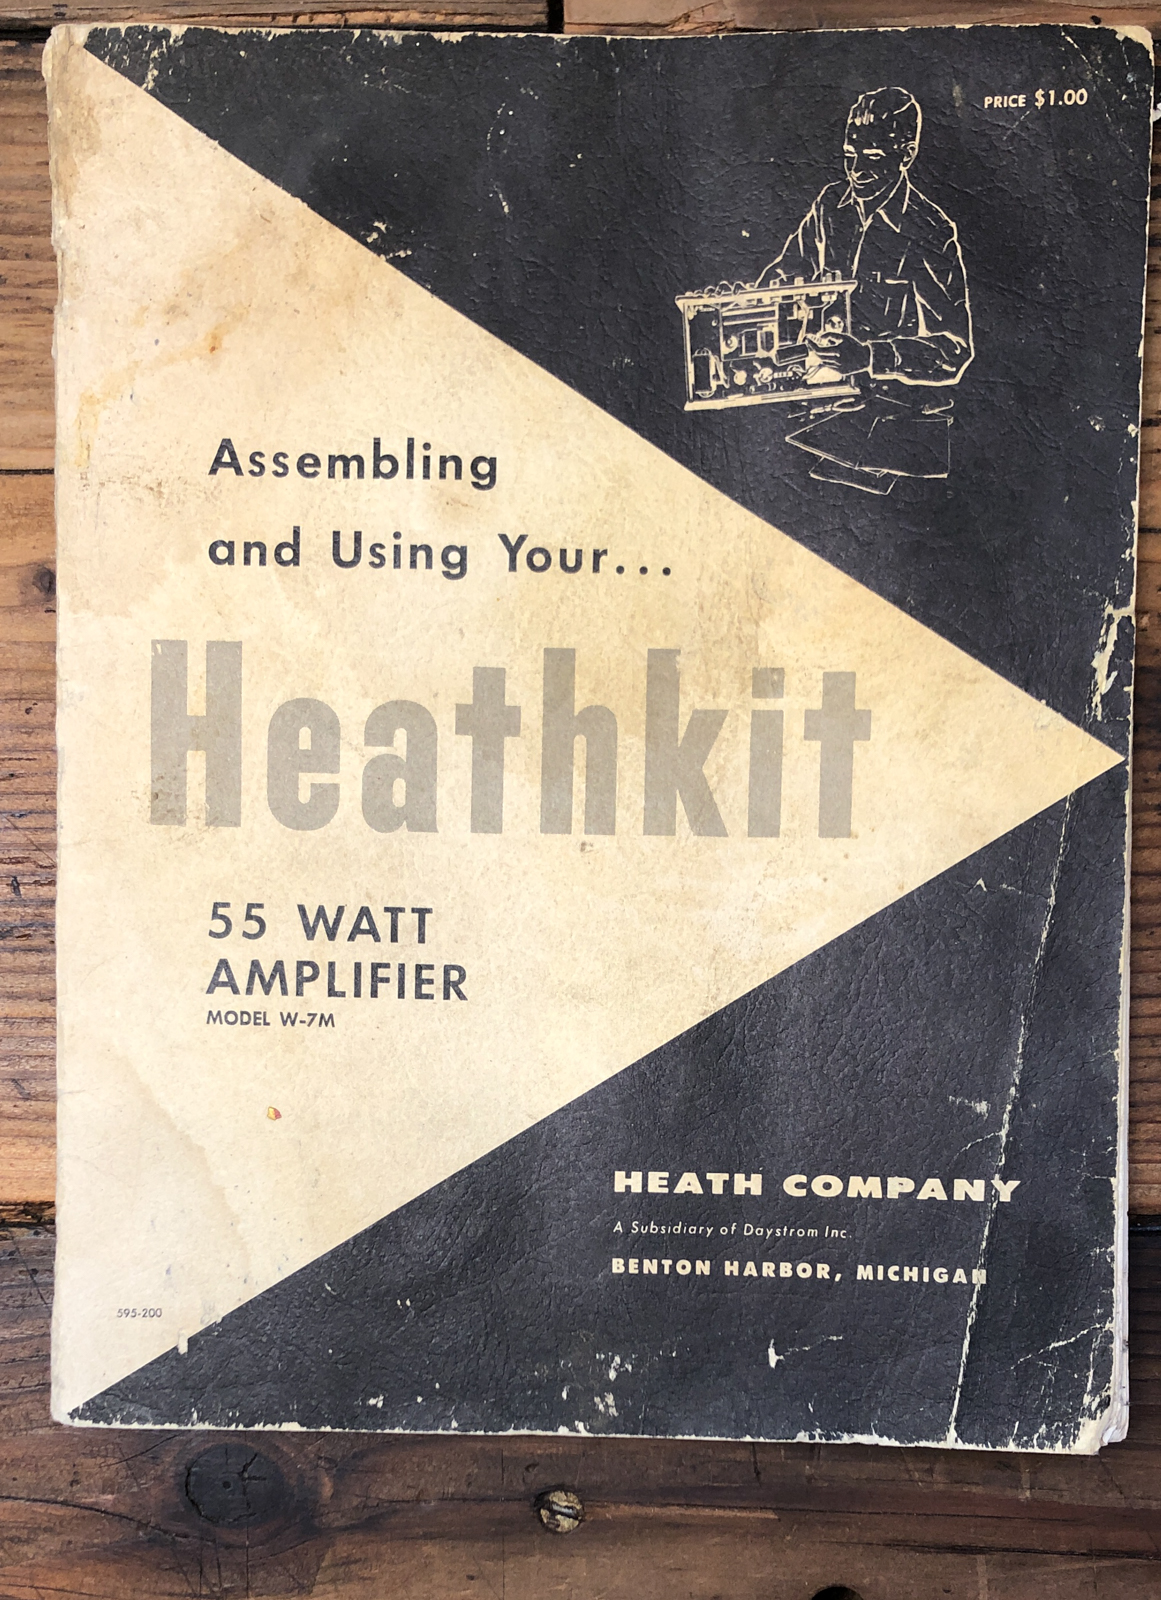 PRICE $1.00
Assembling
and Using Your...
Heathkit
55 WATT
AMPLIFIER
MODEL W-7M
HEATH COMPANY
A Subsidiary of Daystrom Inc.
BENTON HARBOR, MICHIGAN
595-200